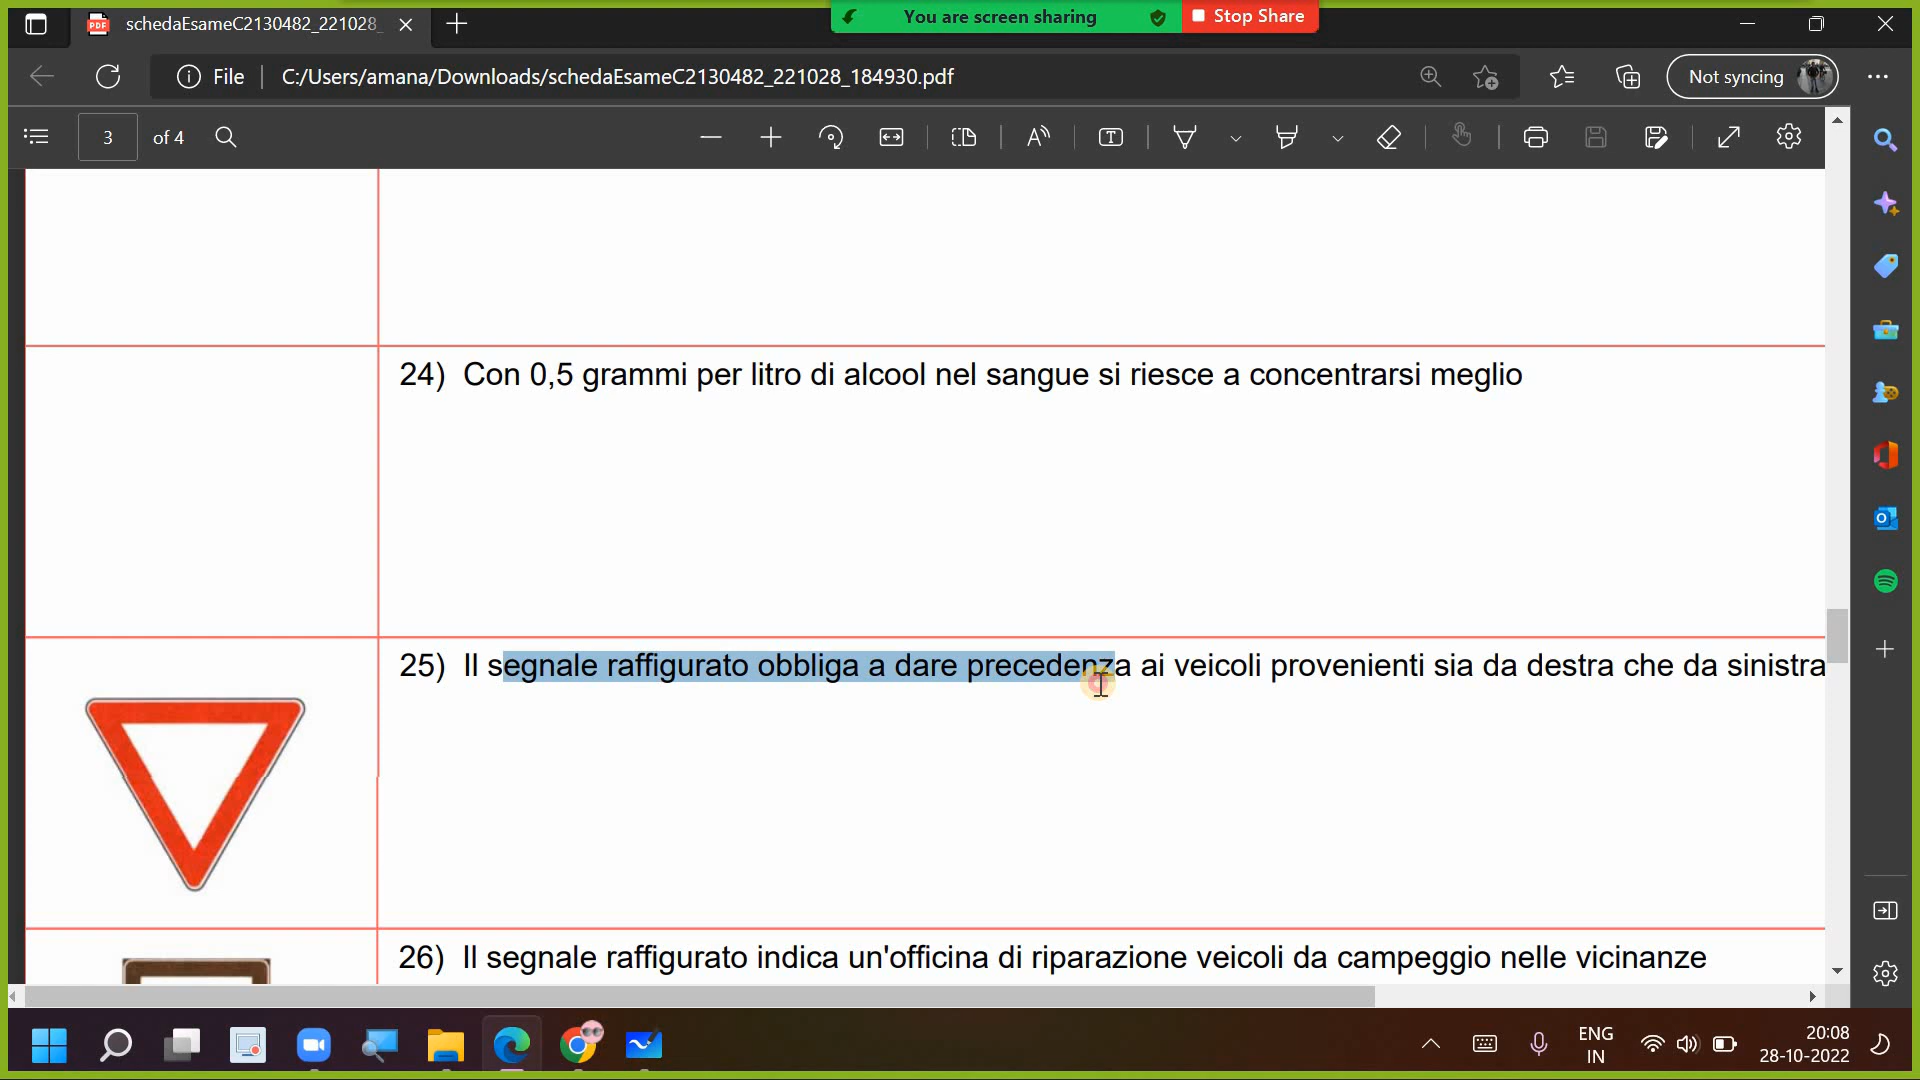 schedaEsameC2130482_221028_
You are screen sharing
Stop Share
File
C:/Users/amana/Downloads/schedaEsameC2130482_221028_184930.pdf
Not syncing
3 of 4
24) Con 0,5 grammi per litro di alcool nel sangue si riesce a concentrarsi meglio
25) Il segnale raffigurato obbliga a dare precedenza ai veicoli provenienti sia da destra che da sinistra
26) Il segnale raffigurato indica un'officina di riparazione veicoli da campeggio nelle vicinanze
ENG
IN
20:08
28-10-2022